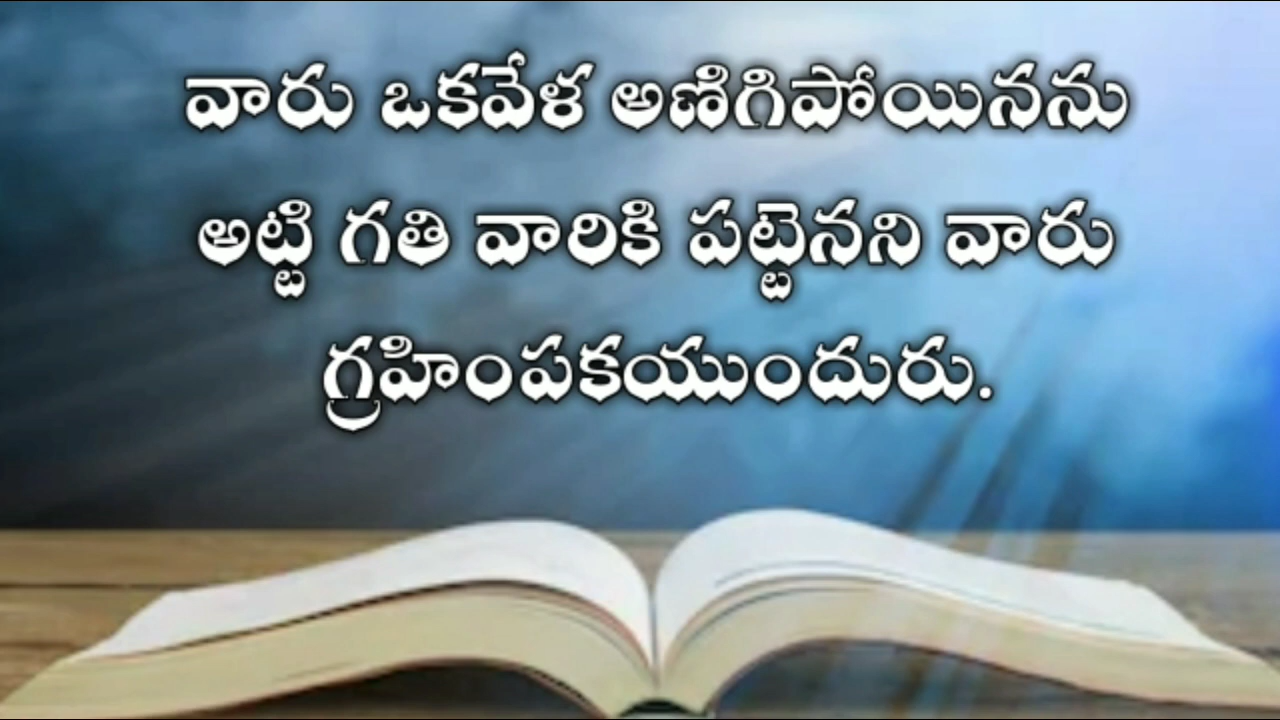 వారు ఒకవేళ అణిగిపోయినను
అట్టి గతి వారికి పట్టెనని వారు
గ్రహింపకయుందురు.